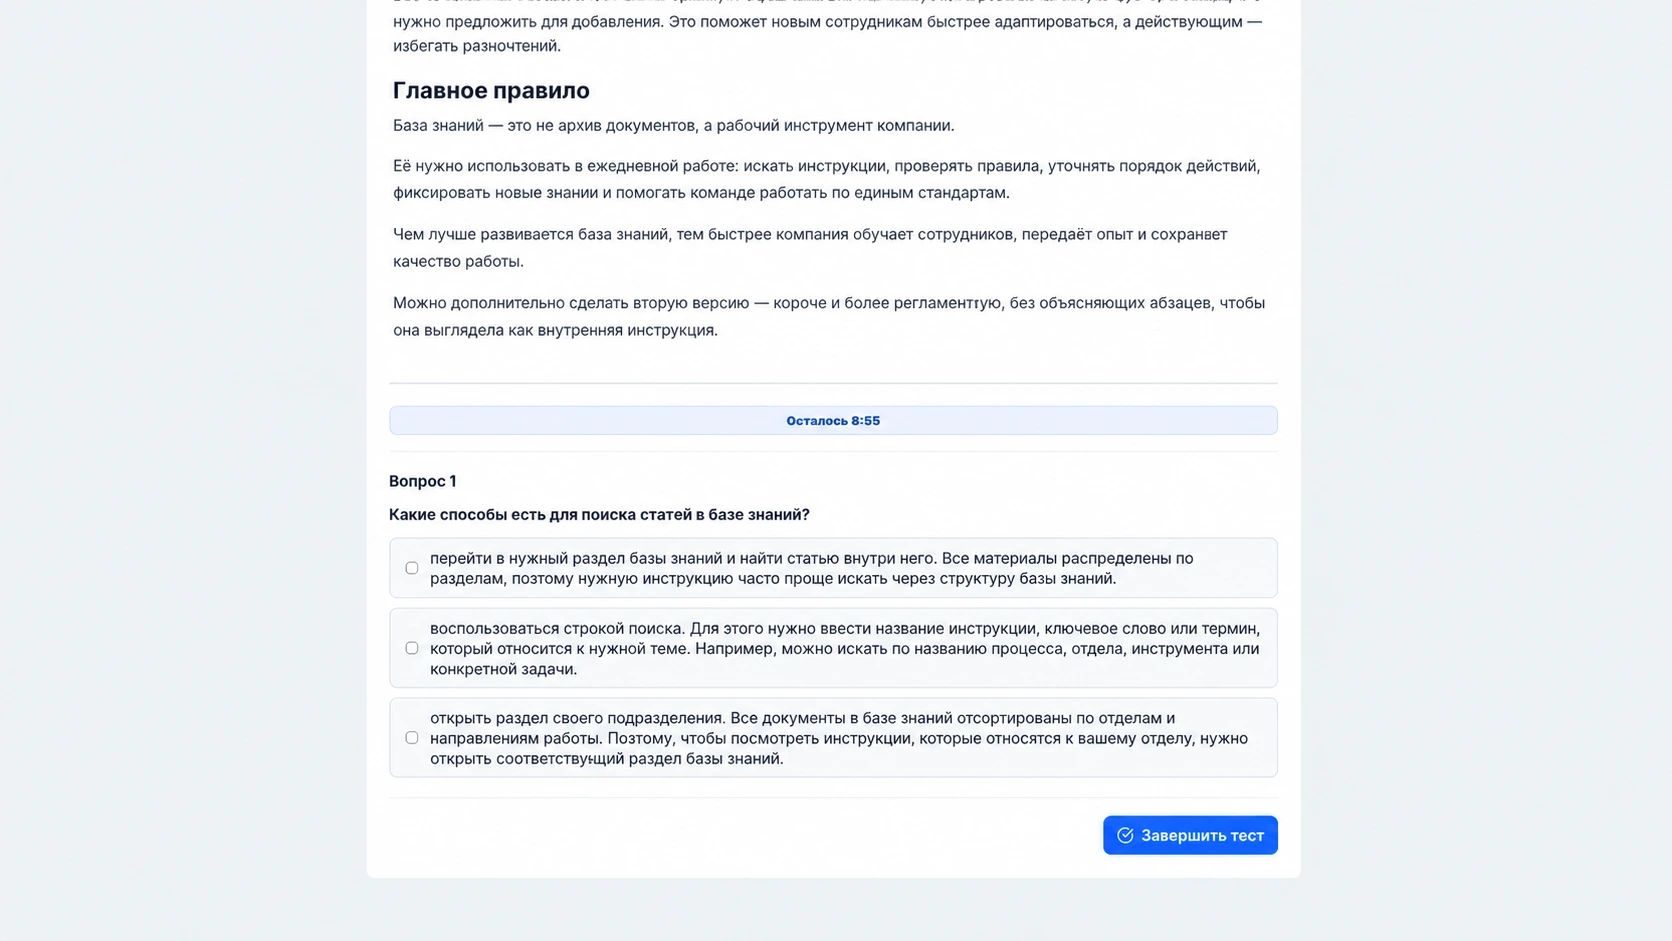 нужно предложить для добавления. Это поможет новым сотрудникам быстрее адаптироваться, а действующим —
избегать разночтений.
Главное правило
База знаний — это не архив документов, а рабочий инструмент компании.
Её нужно использовать в ежедневной работе: искать инструкции, проверять правила, уточнять порядок действий,
фиксировать новые знании и помогать команде работать по единым стандартам.
Чем лучше развивается база знаний, тем быстрее компания обучает сотрудников, передаёт опыт и
качество работы.
Можно дополнительно сделать вторую версию — короче и более без объясняющих абзацев, чтобы
она выглядела как внутренняя инструкция.
Осталось 8:55
Вопрос 1
Какие способы есть для поиска статей в базе знаний?
перейти в нужный раздел базы знаний и найти статью внутри него. Все материалы распределены по
разделам, поэтому нужную инструкцию часто проще искать через структуру базы знаний.
воспользоваться строкой поиска. Для этого нужно ввести название инструкции, ключевое слово или термин,
который относится к нужной теме. Например, можно искать по названию процесса, отдела, инструмента или
конкретной задачи.
открыть раздел своего подразделения. Все документы в базе знаний отсортированы по отделам и
направлениям работы. Поэтому, чтобы посмотреть инструкции, которые относятся к вашему отделу, нужно
открыть соответствующий раздел базы знаний.
Завершить тест